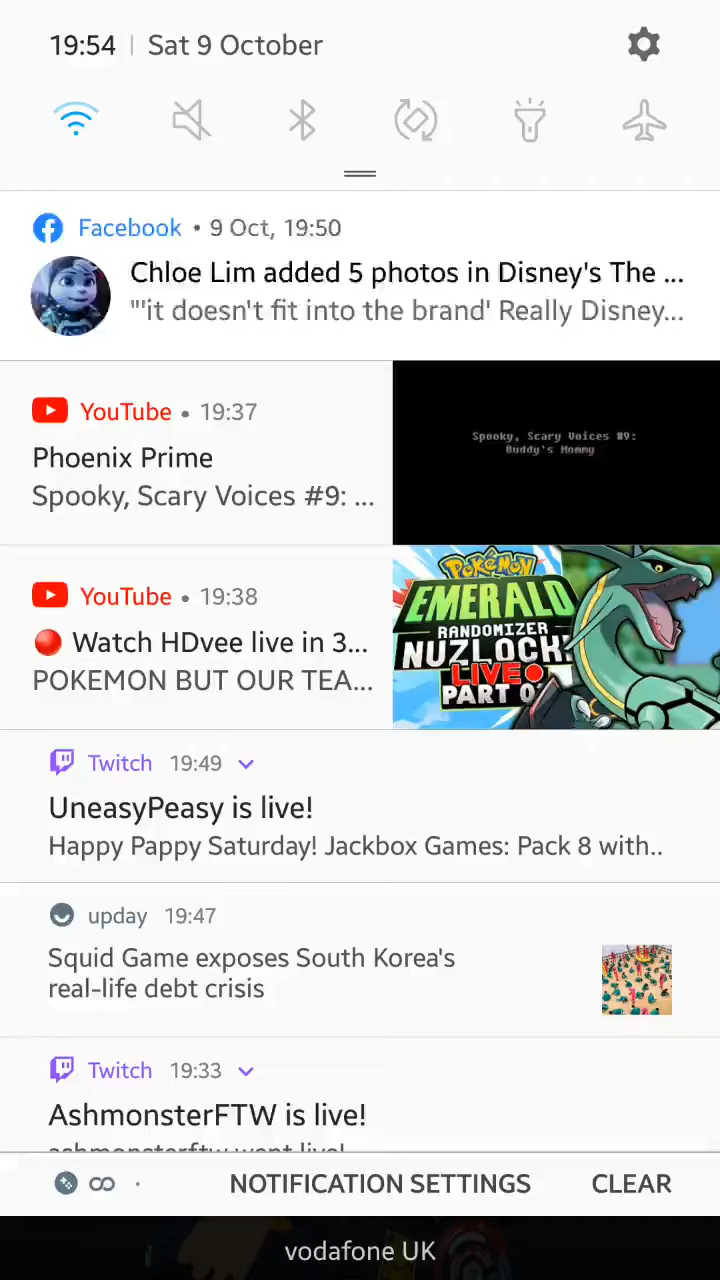 19:54 | Sat 9 October
Facebook • 9 Oct, 19:50
Chloe Lim added 5 photos in Disney's The ...
"'it doesn't fit into the brand' Really Disney...
YouTube • 19:37
Phoenix Prime
Spooky, Scary Voices #9: ...
Spooky, Scary Voices #9:
Buddy's Mommy
YouTube • 19:38
🔴 Watch HDvee live in 3...
POKEMON BUT OUR TEA...
POKéMON
EMERALD
RANDOMIZER
NUZLOCK
LIVE
PART
Twitch 19:49
UneasyPeasy is live!
Happy Pappy Saturday! Jackbox Games: Pack 8 with..
upday 19:47
Squid Game exposes South Korea's
real-life debt crisis
Twitch 19:33
AshmonsterFTW is live!
ashmonsterftw went live!
NOTIFICATION SETTINGS CLEAR
vodafone UK